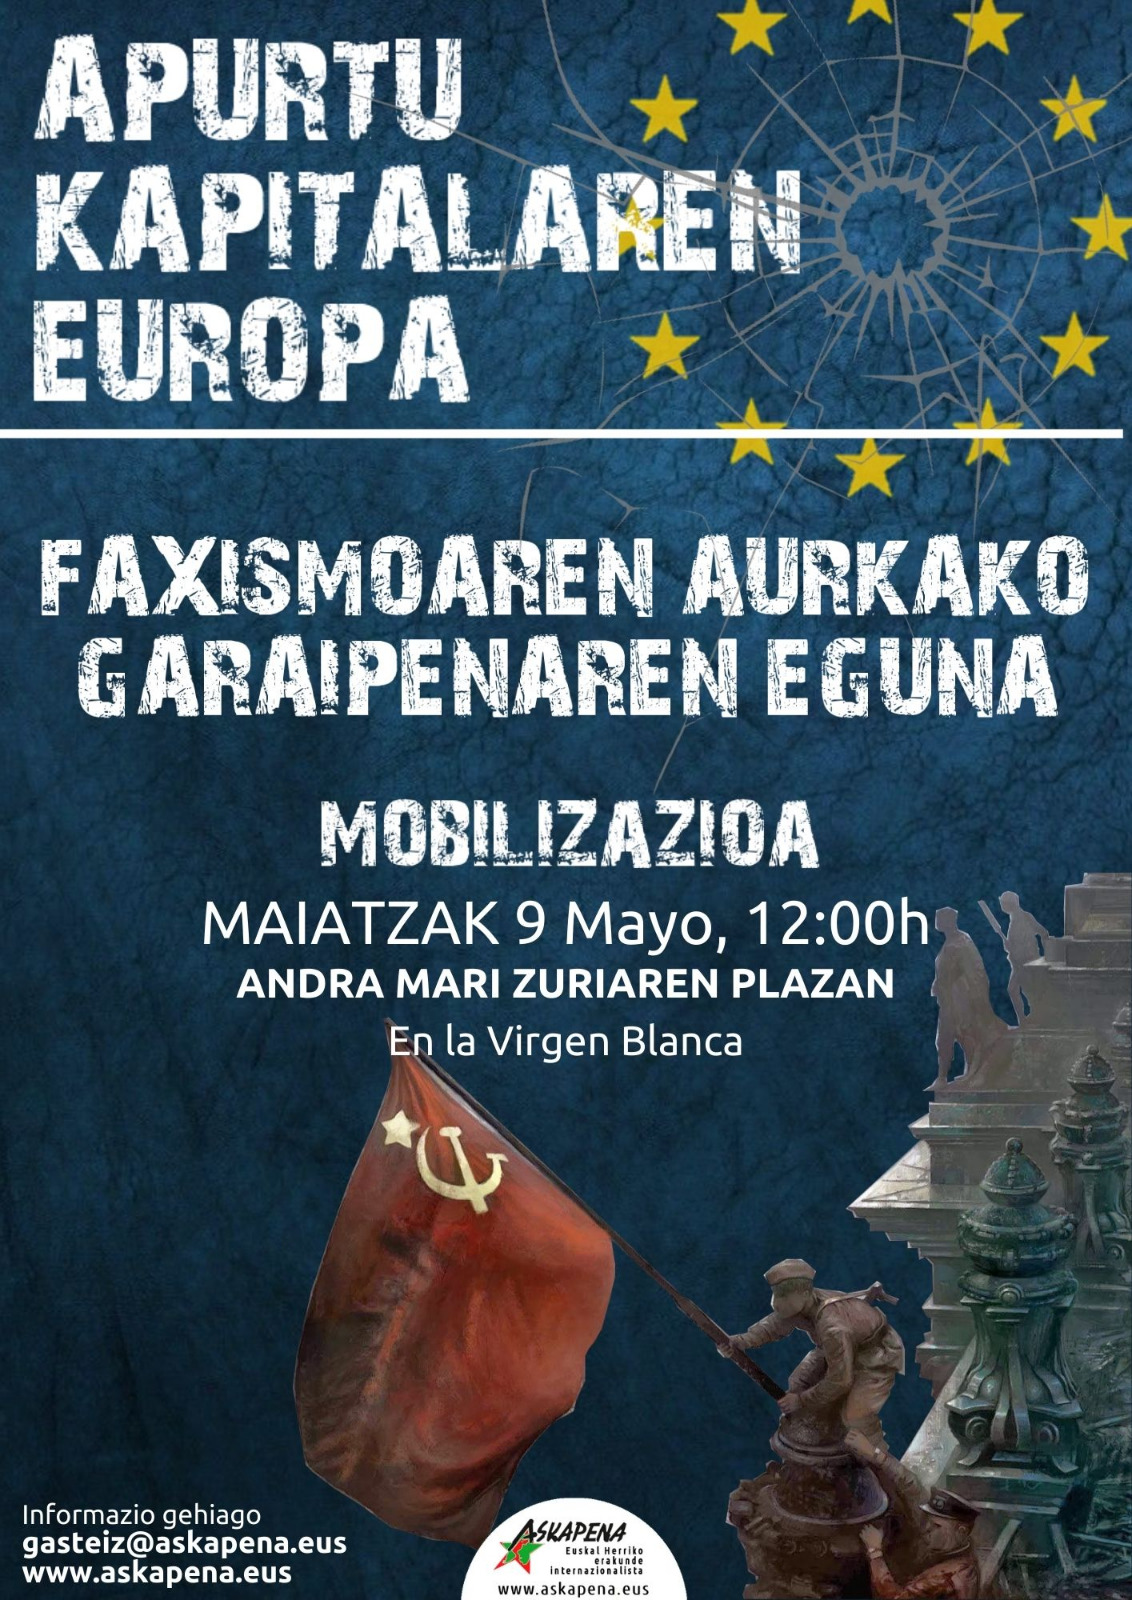 APURTU
KAPITALAREN
EUROPA
FAXISMOAREN AURKAKO
GARAIPENAREN EGUNA
MOBILIZAZIOA
MAIATZAK 9 Mayo, 12:00h
ANDRA MARI ZURIAREN PLAZAN
En la Virgen Blanca
Informazio gehiago
gasteiz@askapena.eus
www.askapena.eus
ASKAPENA
Euskal Herriko
erakunde
internazionalista
www.askapena.eus